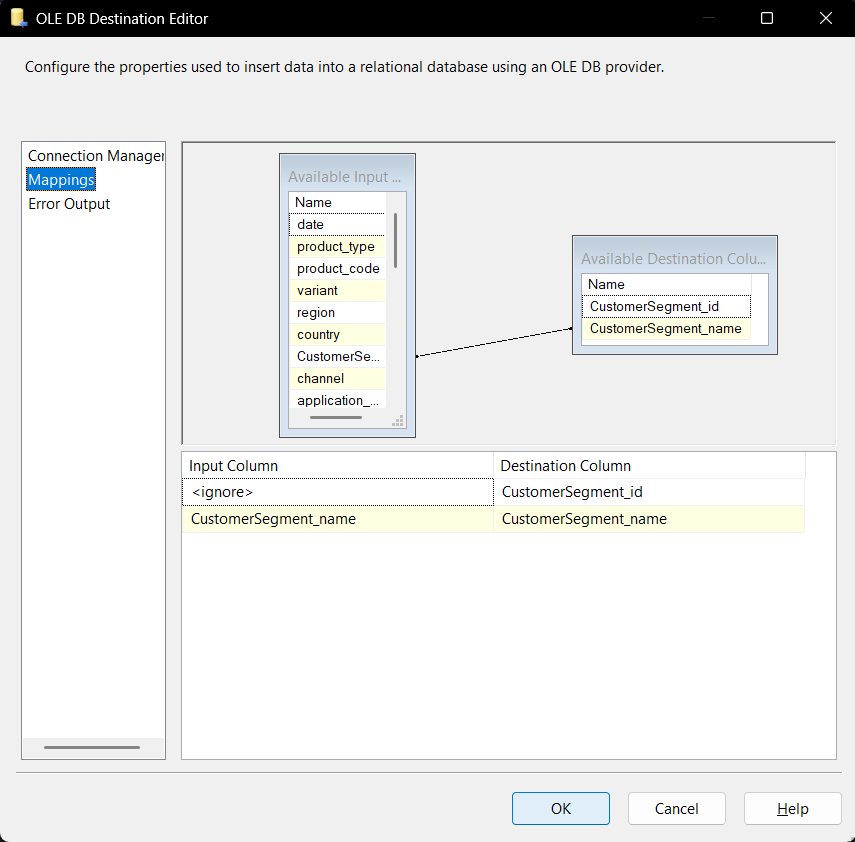 OLE DB Destination Editor
Configure the properties used to insert data into a relational database using an OLE DB provider.
Connection Manager
Mappings
Error Output
Available Input ...
Name
date
product_type
product_code
variant
region
country
CustomerSe...
channel
application_...
Available Destination Colu...
Name
CustomerSegment_id
CustomerSegment_name
Input Column Destination Column
<ignore> CustomerSegment_id
CustomerSegment_name CustomerSegment_name
OK Cancel Help